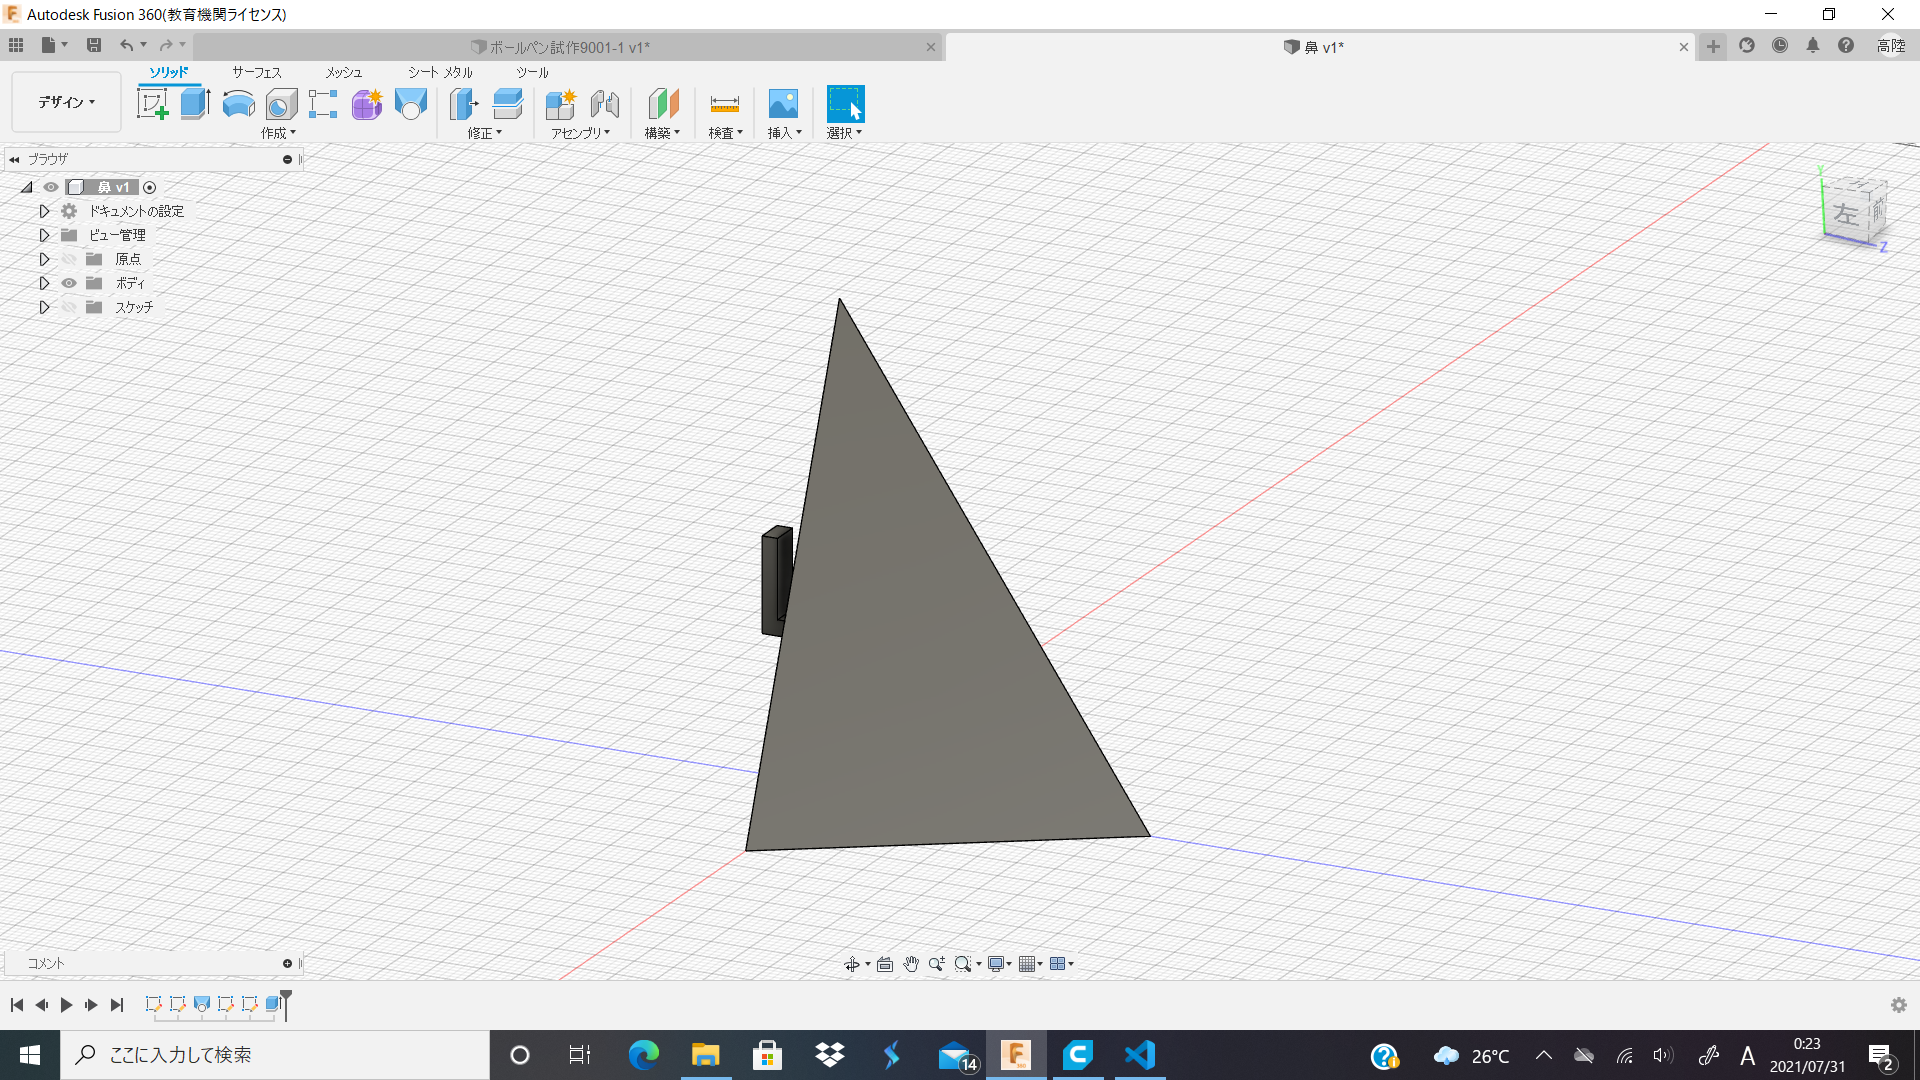 Autodesk Fusion 360(教育機関ライセンス)
ボールペン試作9001-1 v1*
鼻 v1*
高陸
デザイン
ソリッド サーフェス メッシュ シート メタル ツール
作成 修正 アセンブリ 構築 検査 挿入 選択
ブラウザ
鼻 v1
ドキュメントの設定
ビュー管理
原点
ボディ
スケッチ
Y
左 前
Z
コメント
ここに入力して検索
14
26°C
A
0:23
2021/07/31
2